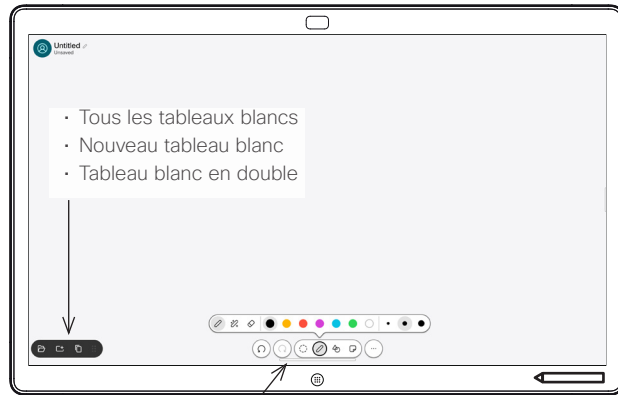 Untitled
Unsaved
· Tous les tableaux blancs
· Nouveau tableau blanc
· Tableau blanc en double